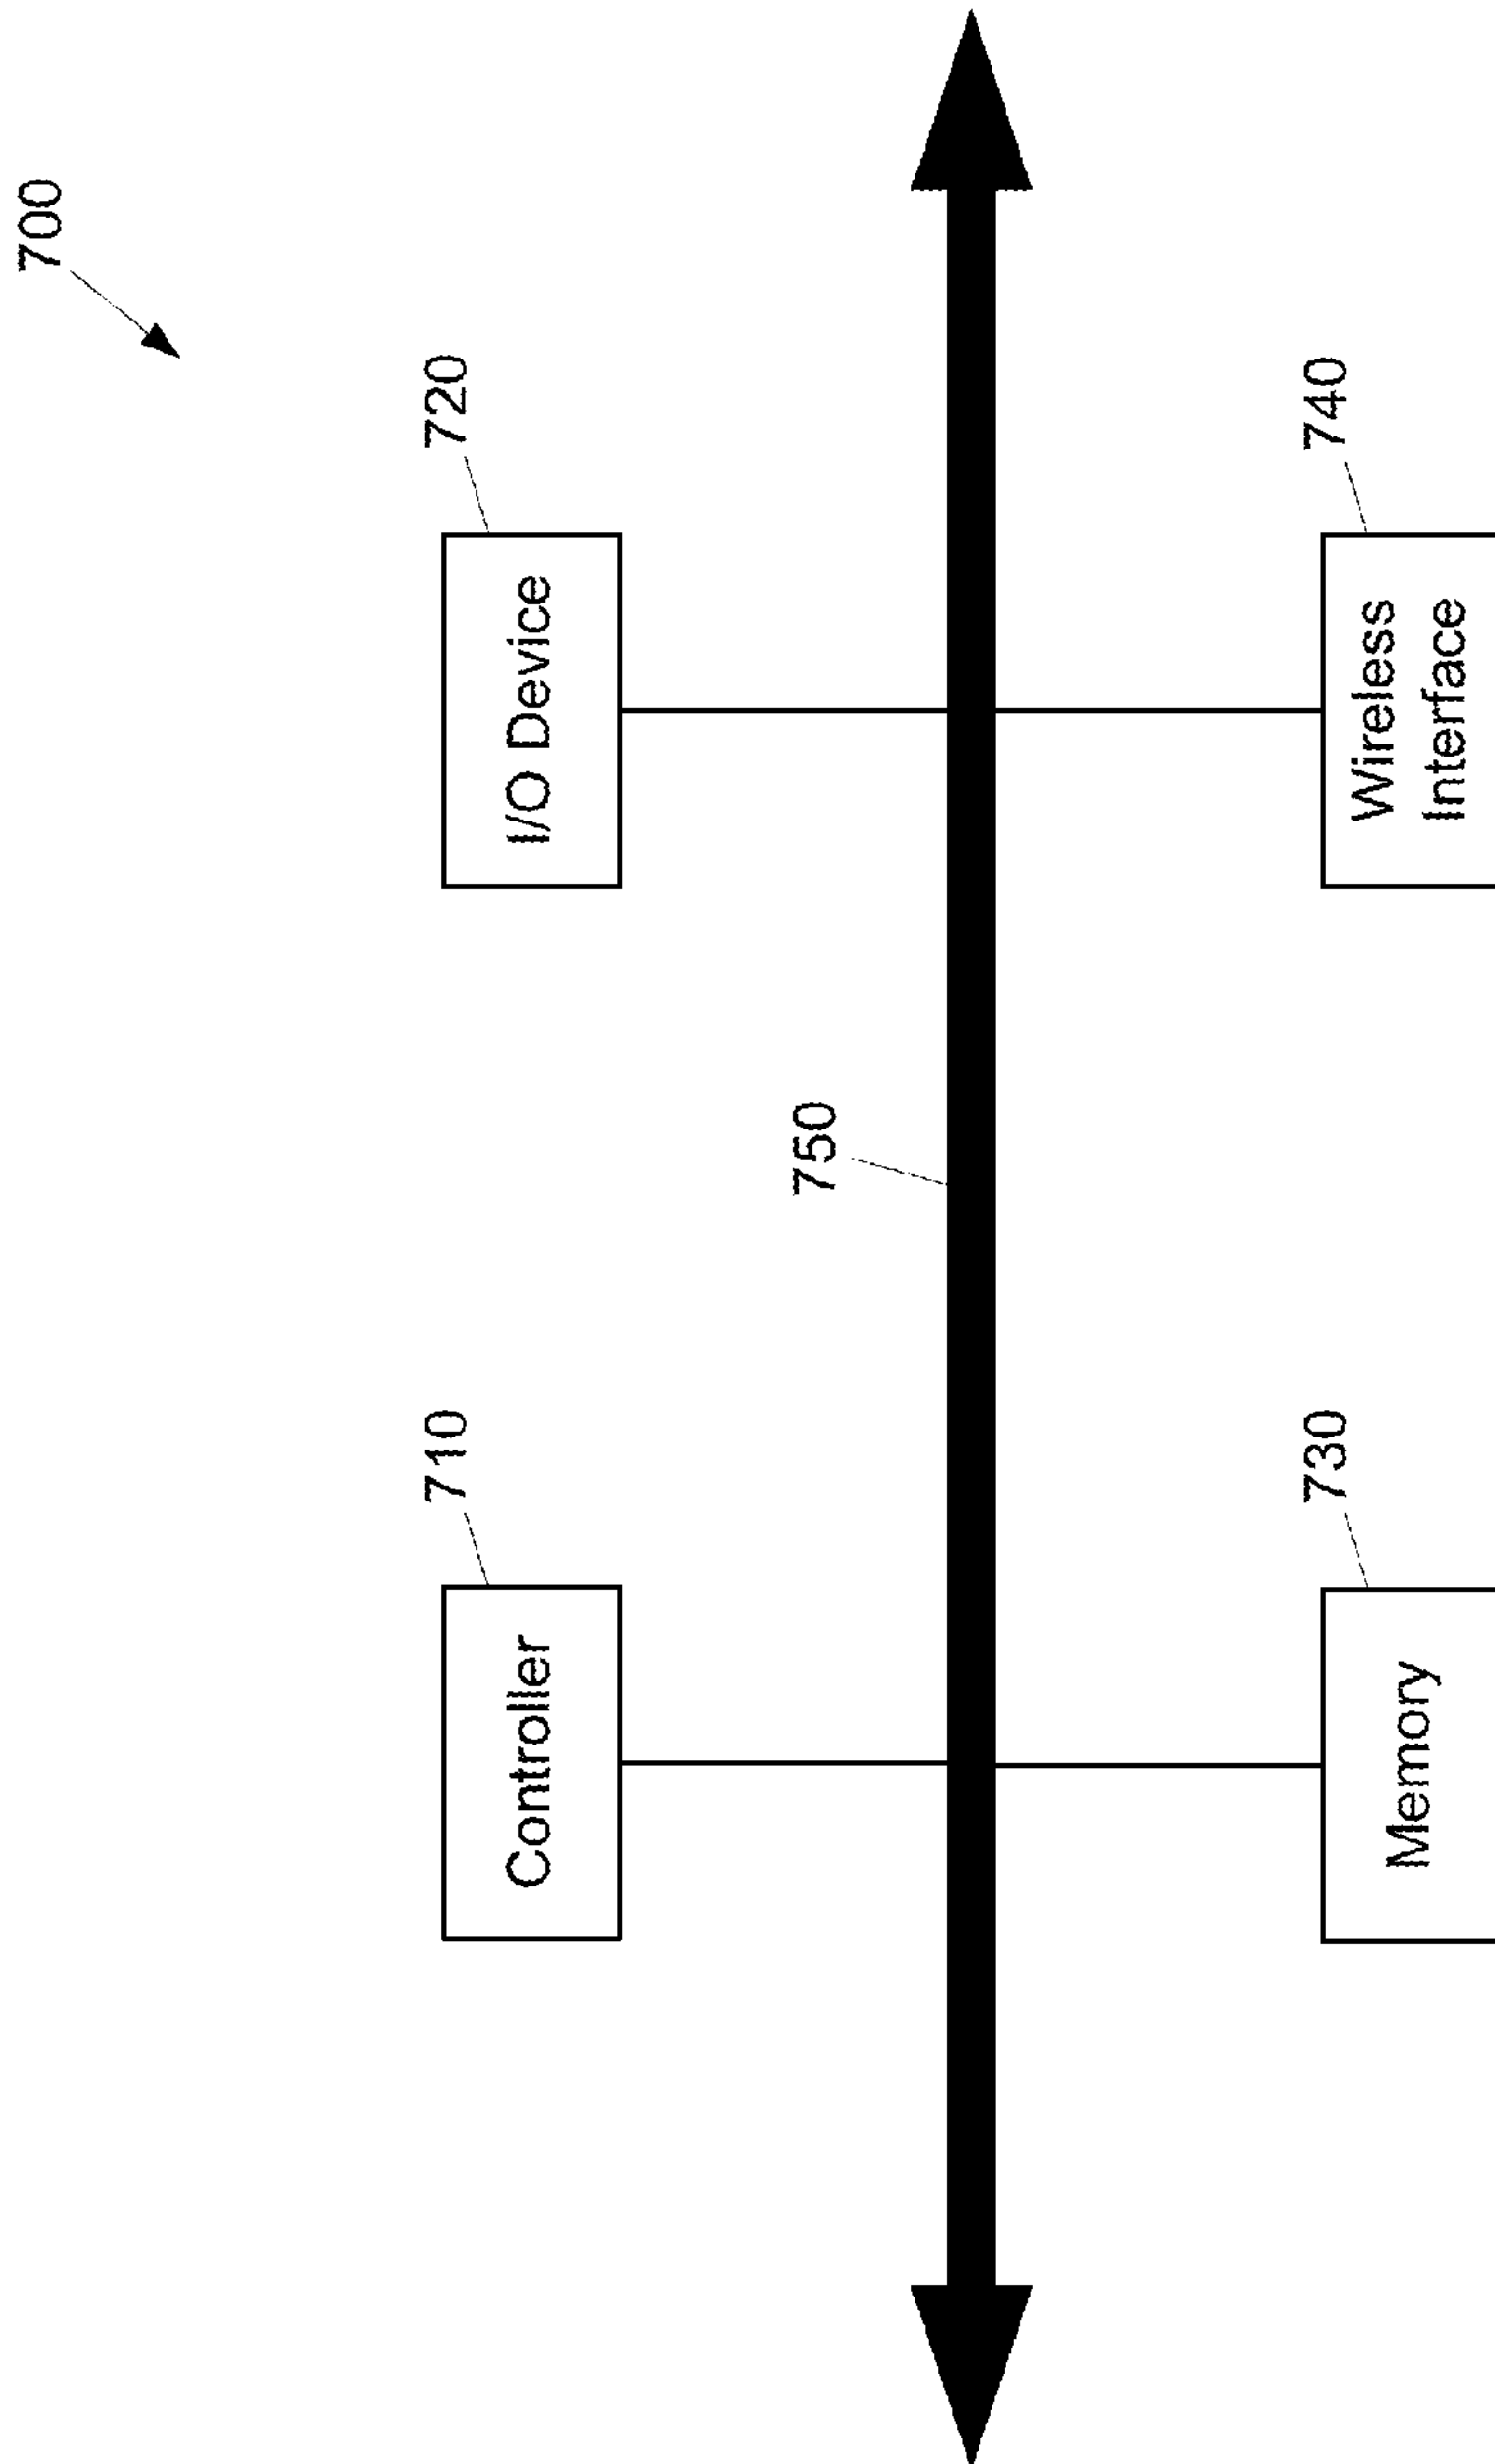 700
710
Controller
720
I/O Device
750
730
Memory
740
Wireless
Interface